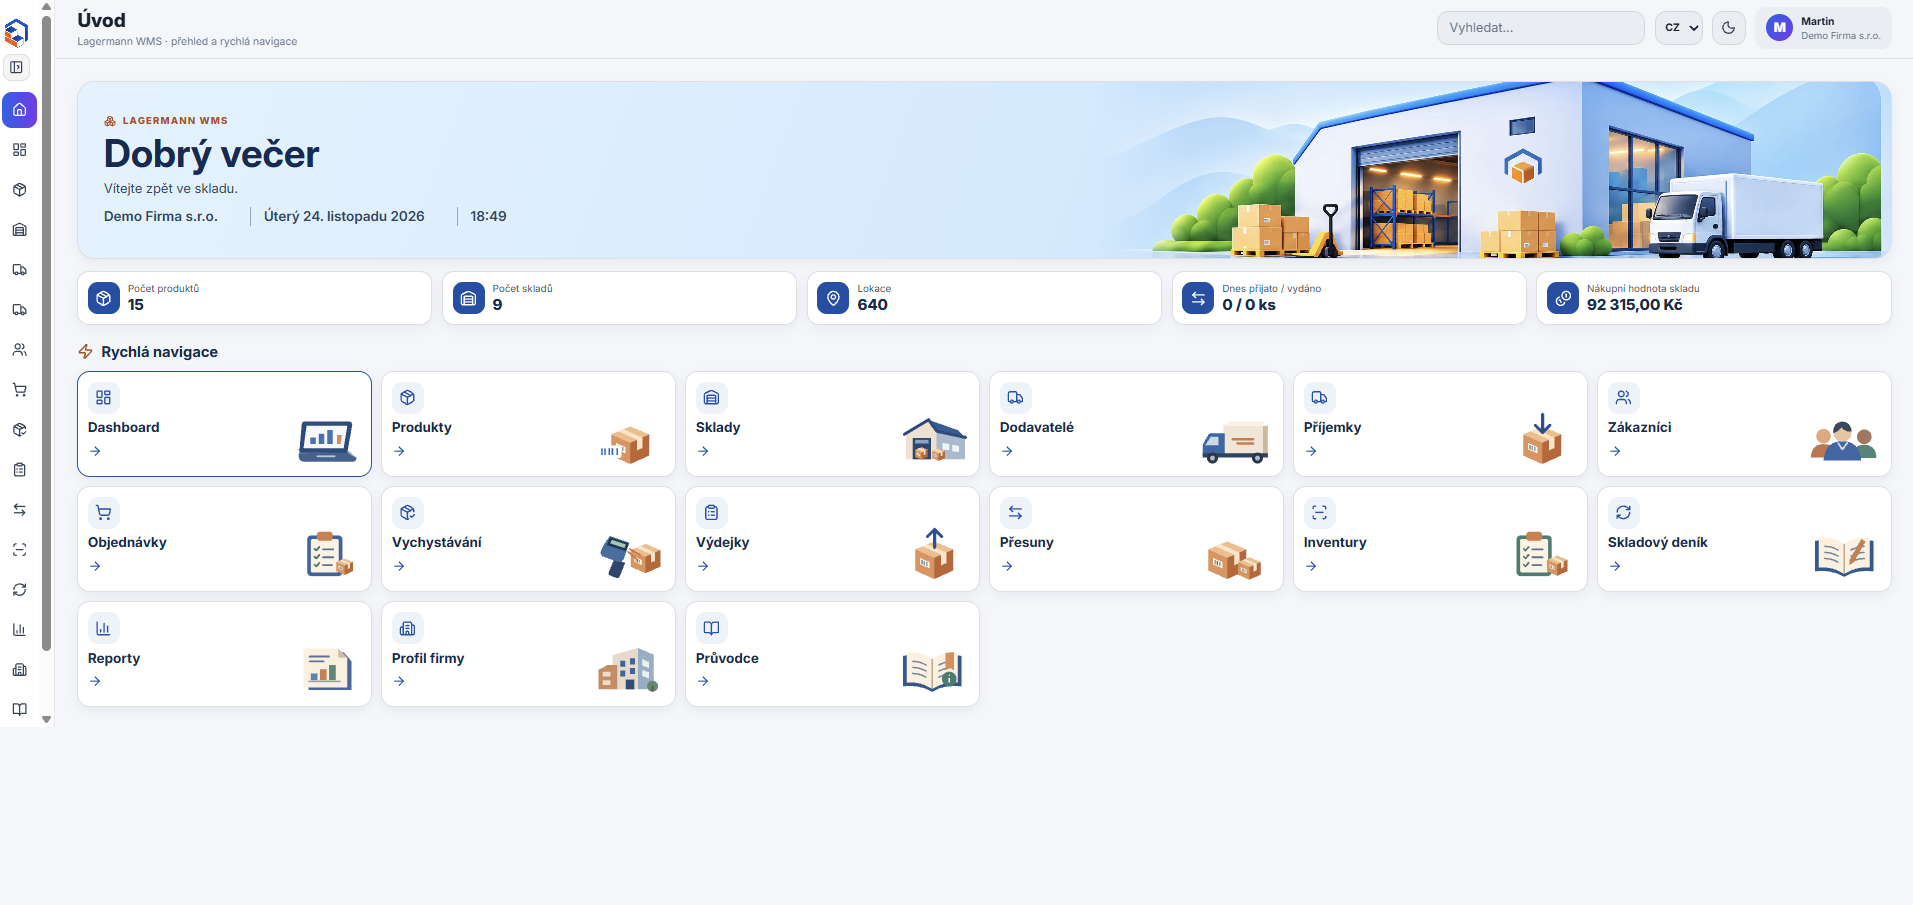 Úvod
Lagermann WMS · přehled a rychlá navigace
Vyhledat...
CZ
M
Martin
Demo Firma s.r.o.
LAGERMANN WMS
Dobrý večer
Vítejte zpět ve skladu.
Demo Firma s.r.o. Úterý 24. listopadu 2026 18:49
Počet produktů
15
Počet skladů
9
Lokace
640
Dnes přijato / vydáno
0 / 0 ks
Nákupní hodnota skladu
92 315,00 Kč
Rychlá navigace
Dashboard
Produkty
Sklady
Dodavatelé
Příjemky
Zákazníci
Objednávky
Vychystávání
Výdejky
Přesuny
Inventury
Skladový deník
Reporty
Profil firmy
Průvodce